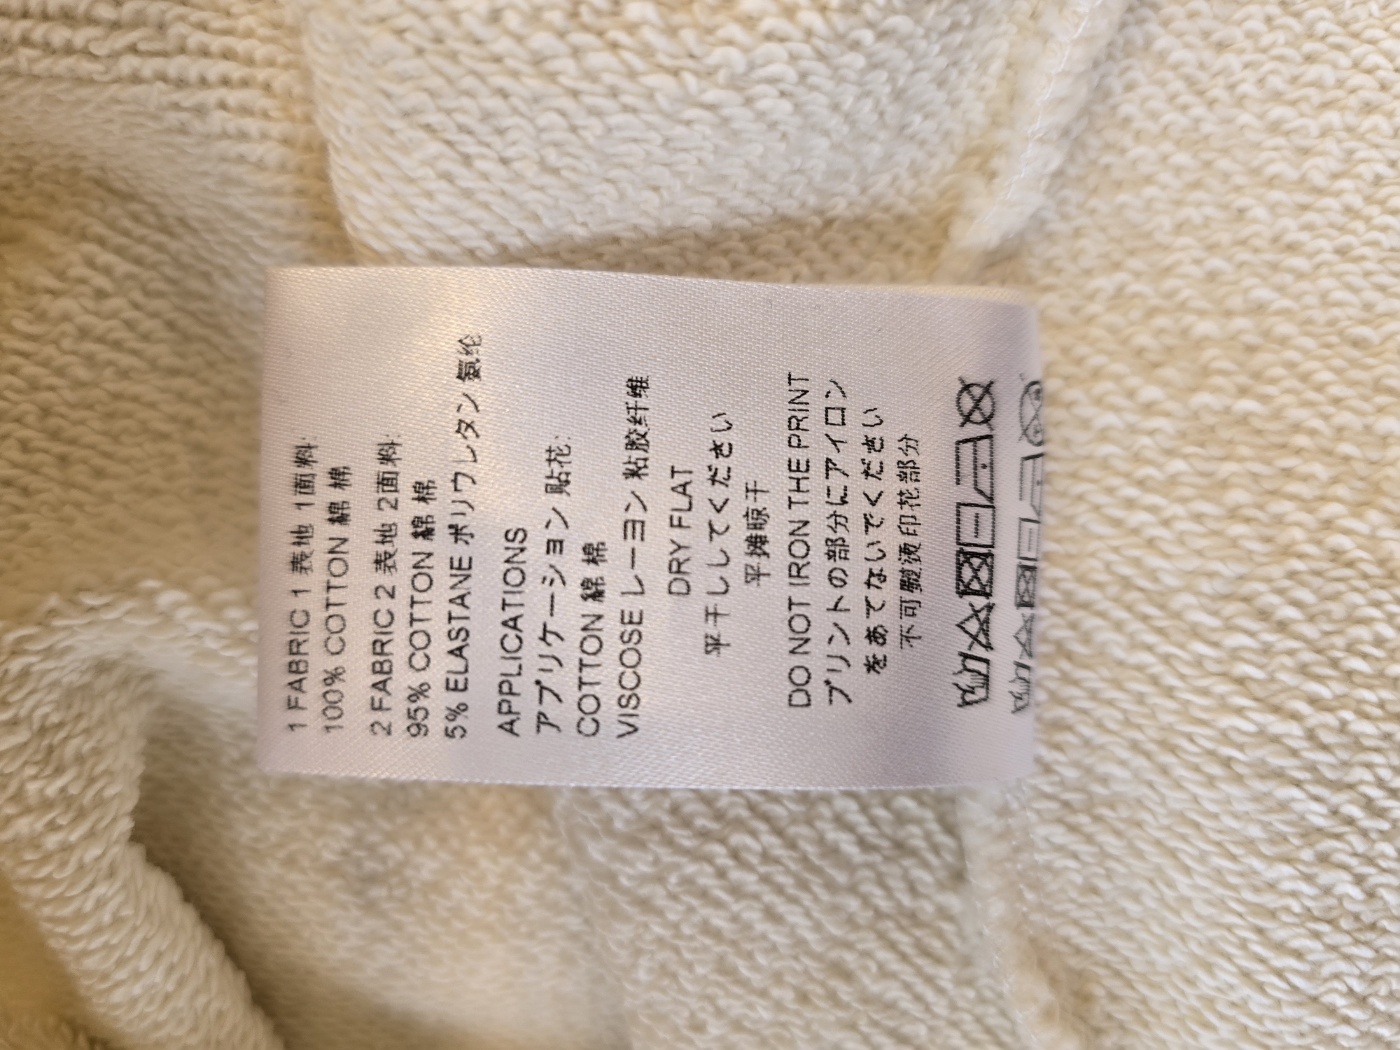 1 FABRIC 1 表地 1面料:
100% COTTON 綿 棉
2 FABRIC 2 表地 2面料:
95% COTTON 綿 棉
5% ELASTANE ポリウレタン 氨纶
APPLICATIONS
アプリケーション 贴花:
COTTON 綿 棉
VISCOSE レーヨン 粘胶纤维
DRY FLAT
平干ししてください
平摊晾干
DO NOT IRON THE PRINT
プリントの部分にアイロン
をあてないでください
不可熨烫印花部分